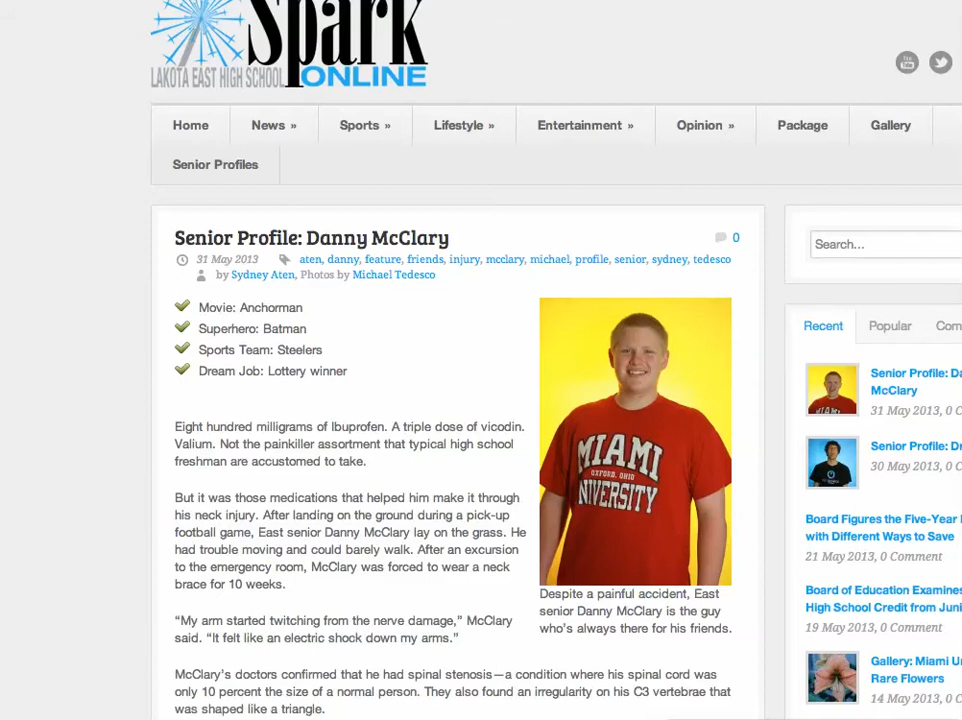 Spark
LAKOTA EAST HIGH SCHOOL ONLINE
You Tube
Home News » Sports » Lifestyle » Entertainment » Opinion » Package Gallery
Senior Profiles
Senior Profile: Danny McClary 0
31 May 2013 aten, danny, feature, friends, injury, mcclary, michael, profile, senior, sydney, tedesco
by Sydney Aten, Photos by Michael Tedesco
Movie: Anchorman
Superhero: Batman
Sports Team: Steelers
Dream Job: Lottery winner
Eight hundred milligrams of Ibuprofen. A triple dose of vicodin.
Valium. Not the painkiller assortment that typical high school
freshman are accustomed to take.
But it was those medications that helped him make it through
his neck injury. After landing on the ground during a pick-up
football game, East senior Danny McClary lay on the grass. He
had trouble moving and could barely walk. After an excursion
to the emergency room, McClary was forced to wear a neck
brace for 10 weeks.
“My arm started twitching from the nerve damage,” McClary
said. “It felt like an electric shock down my arms.”
McClary’s doctors confirmed that he had spinal stenosis—a condition where his spinal cord was
only 10 percent the size of a normal person. They also found an irregularity on his C3 vertebrae that
was shaped like a triangle.
MIAMI
OXFORD, OHIO
NIVERSITY
Despite a painful accident, East
senior Danny McClary is the guy
who’s always there for his friends.
Search...
Recent Popular Com
Senior Profile: Da
McClary
31 May 2013, 0 C
MIAMI
Senior Profile: Dr
30 May 2013, 0 C
Board Figures the Five-Year
with Different Ways to Save
21 May 2013, 0 Comment
Board of Education Examines
High School Credit from Juni
19 May 2013, 0 Comment
Gallery: Miami Un
Rare Flowers
14 May 2013, 0 C